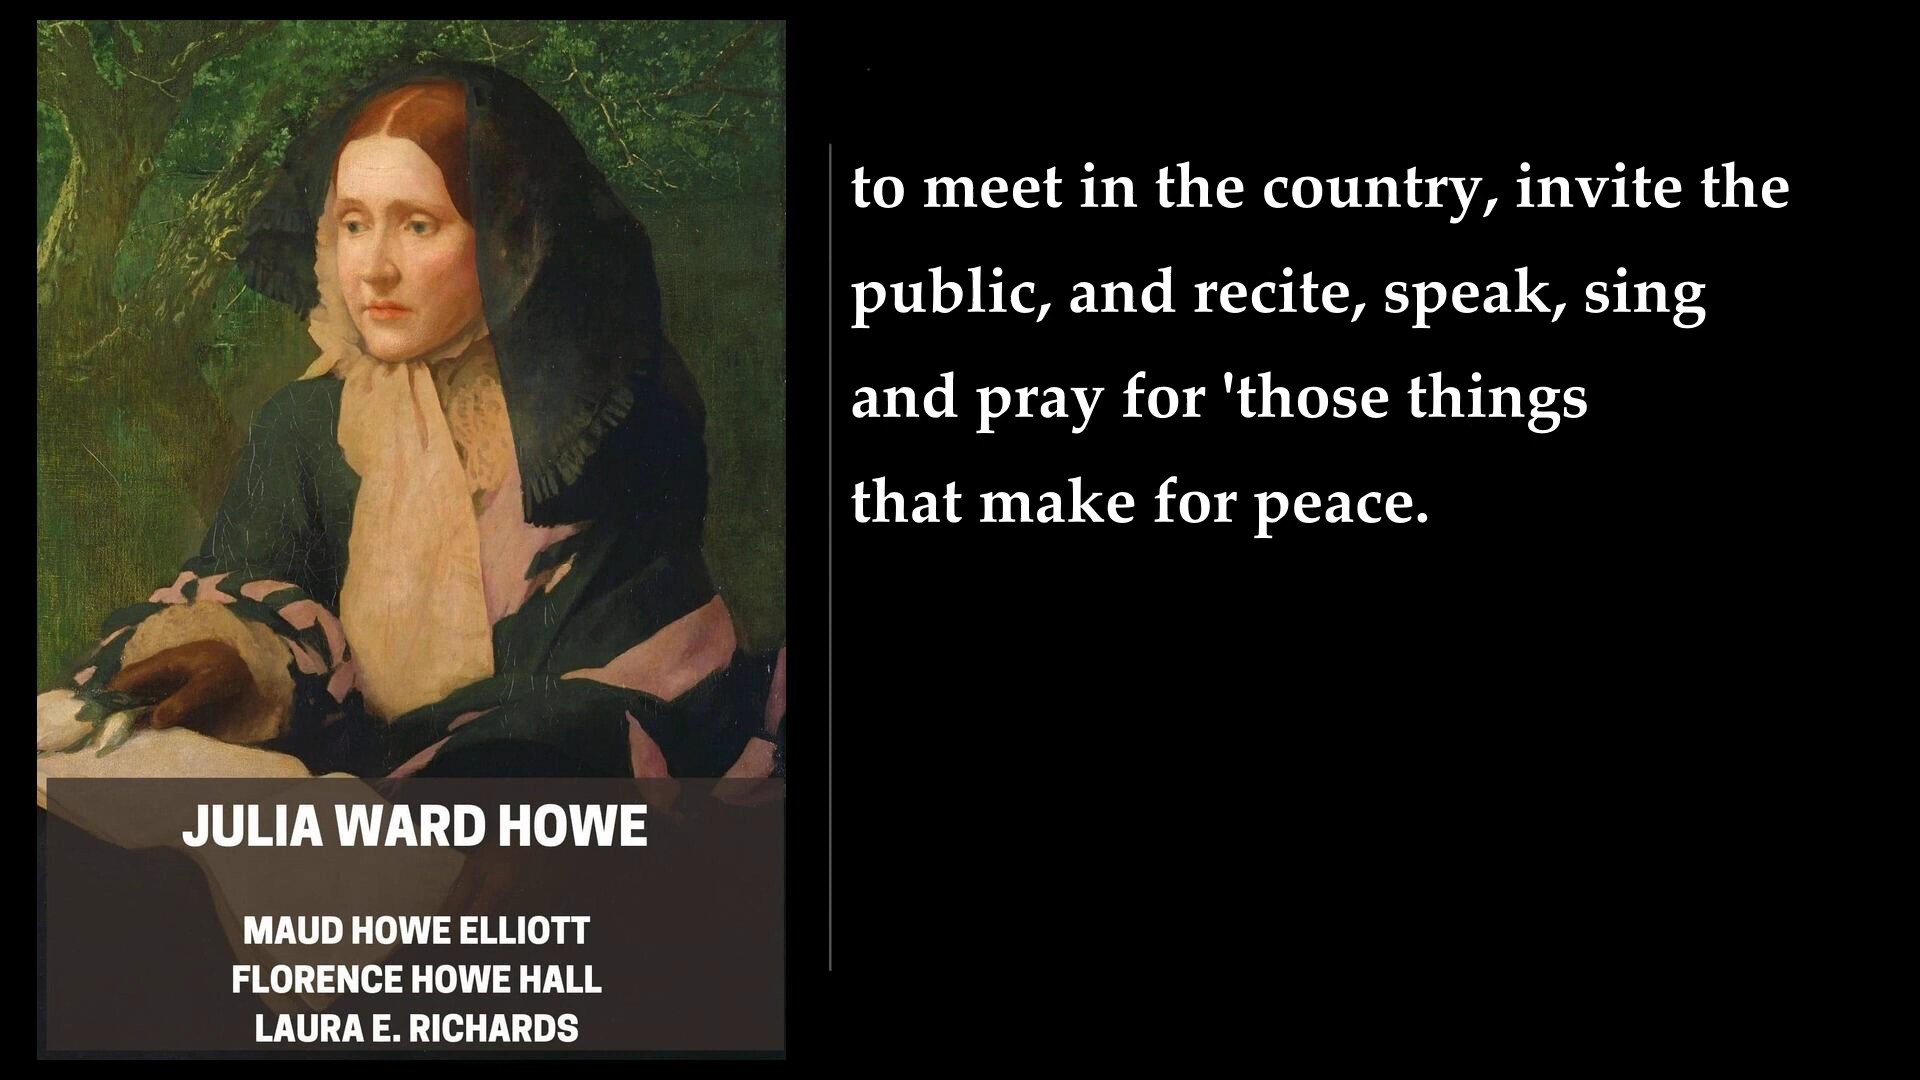 to meet in the country, invite the
public, and recite, speak, sing
and pray for 'those things
that make for peace.
JULIA WARD HOWE
MAUD HOWE ELLIOTT
FLORENCE HOWE HALL
LAURA E. RICHARDS